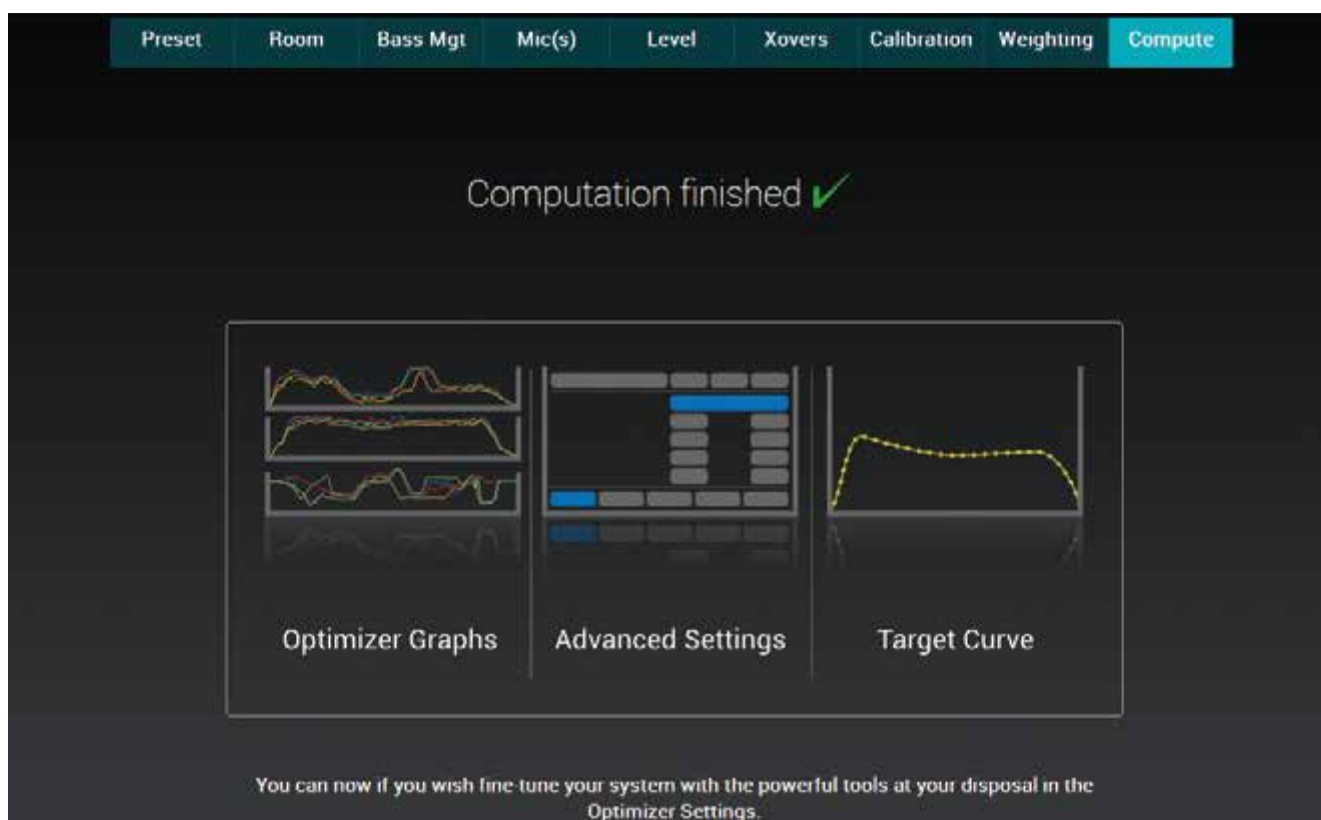 Preset Room Bass Mgt Mic(s) Level Xovers Calibration Weighting Compute
Computation finished
Optimizer Graphs Advanced Settings Target Curve
You can now if you wish fine-tune your system with the powerful tools at your disposal in the
Optimizer Settings.